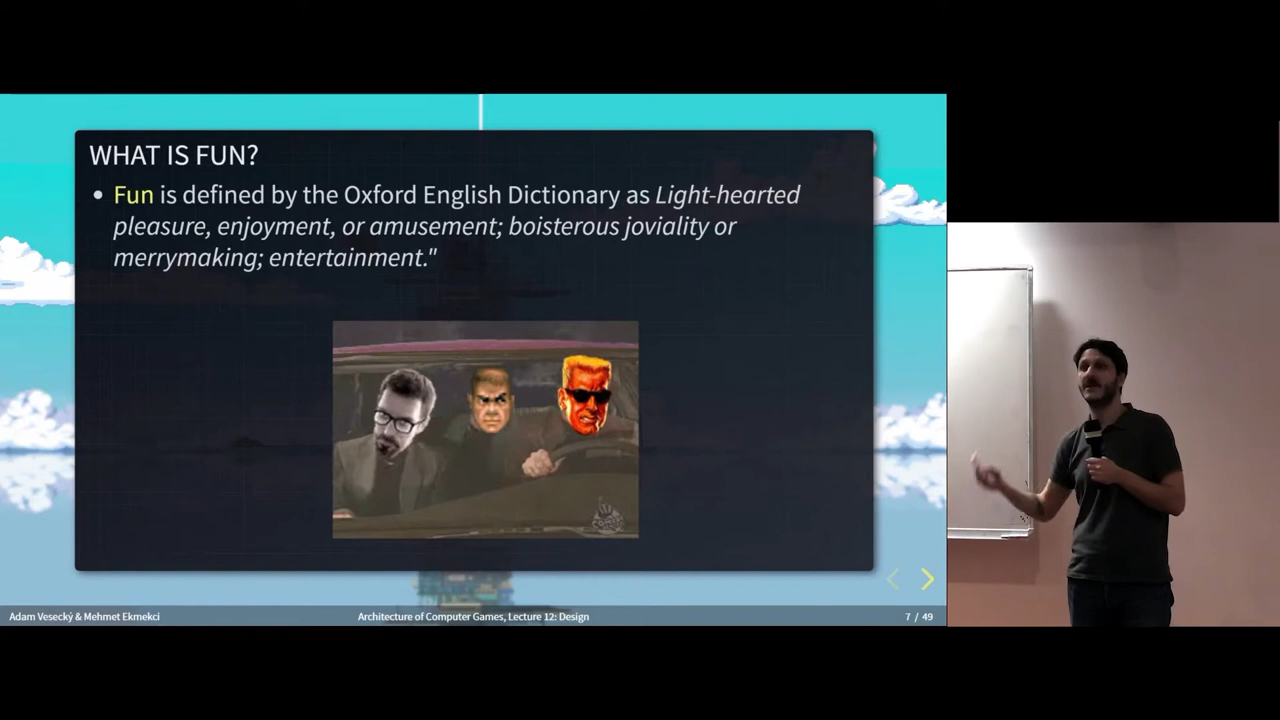 WHAT IS FUN?
• Fun is defined by the Oxford English Dictionary as Light-hearted
pleasure, enjoyment, or amusement; boisterous joviality or
merrymaking; entertainment."
Adam Vesecký & Mehmet Ekmekci
Architecture of Computer Games, Lecture 12: Design
7 / 49